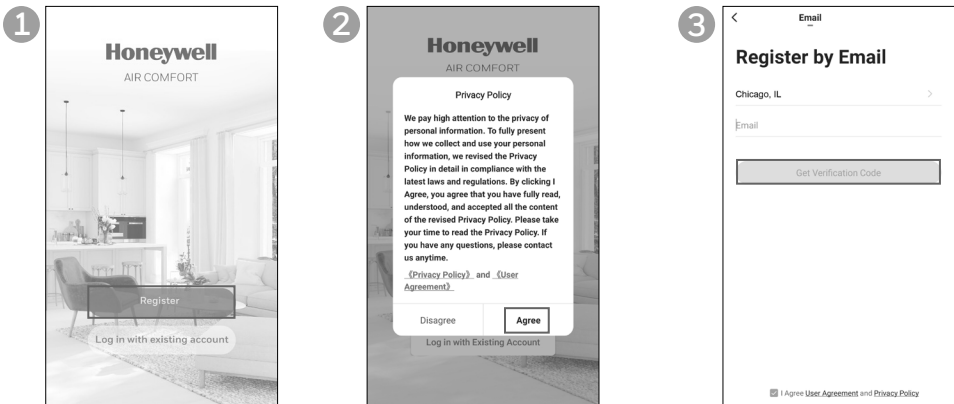 1
Honeywell
AIR COMFORT
Register
Log in with existing account
2
Honeywell
AIR COMFORT
Privacy Policy
We pay high attention to the privacy of
personal information. To fully present
how we collect and use your personal
information, we revised the Privacy
Policy in detail in compliance with the
latest laws and regulations. By clicking I
Agree, you agree that you have fully read,
understood, and accepted all the content
of the revised Privacy Policy. Please take
your time to read the Privacy Policy. If
you have any questions, please contact
us anytime.
《Privacy Policy》 and 《User
Agreement》
Disagree
Agree
Log in with Existing Account
3
Email
Register by Email
Chicago, IL
Email
Get Verification Code
I Agree User Agreement and Privacy Policy